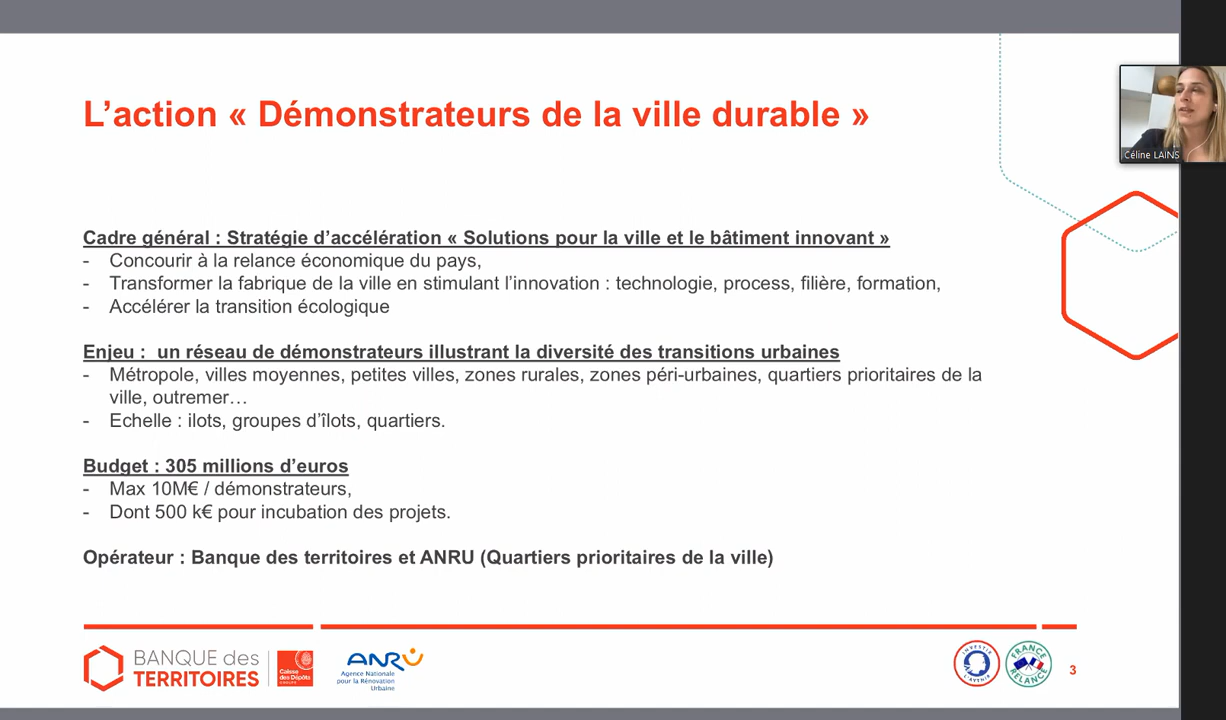 L'action « Démonstrateurs de la ville durable »
Céline LAINS
Cadre général : Stratégie d'accélération « Solutions pour la ville et le bâtiment innovant »
- Concourir à la relance économique du pays,
- Transformer la fabrique de la ville en stimulant l'innovation : technologie, process, filière, formation,
- Accélérer la transition écologique
Enjeu : un réseau de démonstrateurs illustrant la diversité des transitions urbaines
- Métropole, villes moyennes, petites villes, zones rurales, zones péri-urbaines, quartiers prioritaires de la
ville, outremer…
- Echelle : ilots, groupes d'îlots, quartiers.
Budget : 305 millions d'euros
- Max 10M€ / démonstrateurs,
- Dont 500 k€ pour incubation des projets.
Opérateur : Banque des territoires et ANRU (Quartiers prioritaires de la ville)
BANQUE des
TERRITOIRES
Caisse
des Dépôts
GROUPE
ANRU
Agence Nationale
pour la Rénovation
Urbaine
INVESTIR
L'AVENIR
FRANCE
RELANCE
3